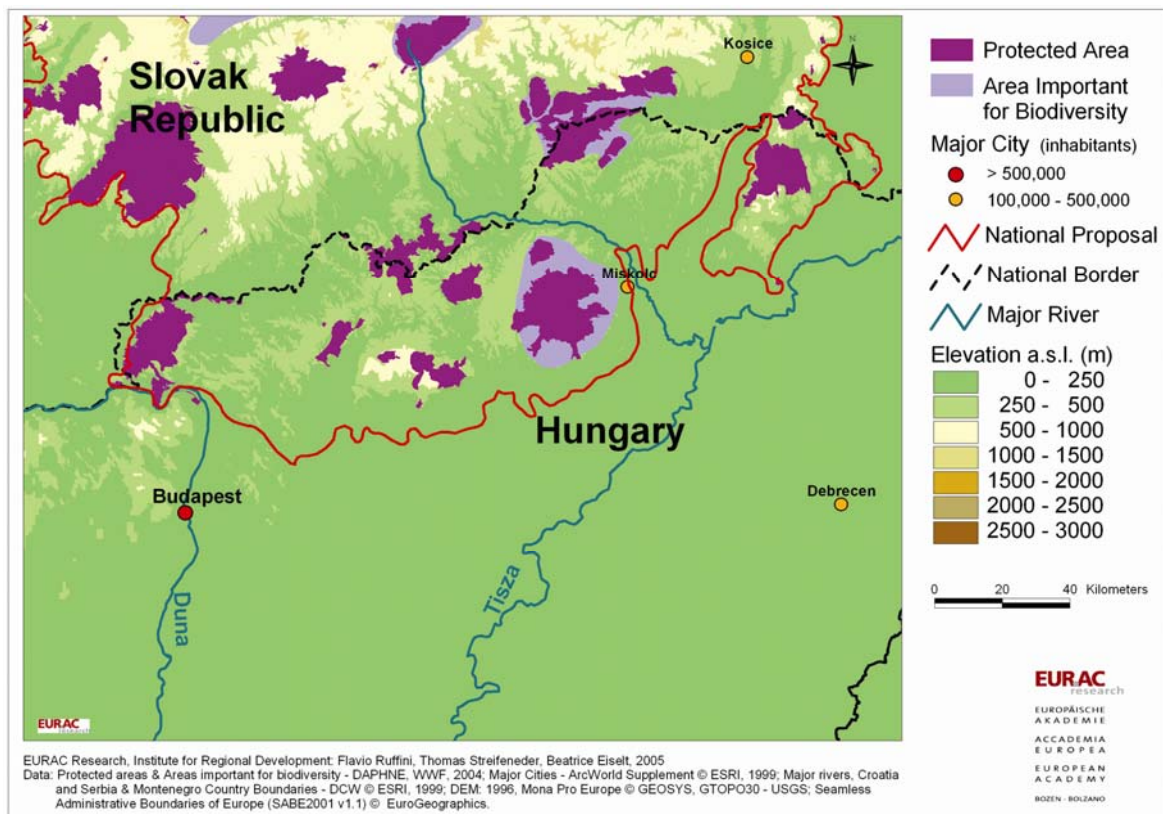 Slovak
Republic
Kosice
N
Miskolc
Hungary
Budapest
Debrecen
Duna
Tisza
EURAC
research
Protected Area
Area Important
for Biodiversity
Major City (inhabitants)
> 500,000
100,000 - 500,000
National Proposal
National Border
Major River
Elevation a.s.l. (m)
0 - 250
250 - 500
500 - 1000
1000 - 1500
1500 - 2000
2000 - 2500
2500 - 3000
0 20 40 Kilometers
EURAC
research
EUROPÄISCHE
AKADEMIE
ACCADEMIA
EUROPEA
EUROPEAN
ACADEMY
BOZEN - BOLZANO
EURAC Research, Institute for Regional Development: Flavio Ruffini, Thomas Streifeneder, Beatrice Eiselt, 2005
Data: Protected areas & Areas important for biodiversity - DAPHNE, WWF, 2004; Major Cities - ArcWorld Supplement © ESRI, 1999; Major rivers, Croatia
and Serbia & Montenegro Country Boundaries - DCW © ESRI, 1999; DEM: 1996, Mona Pro Europe © GEOSYS, GTOPO30 - USGS; Seamless
Administrative Boundaries of Europe (SABE2001 v1.1) © EuroGeographics.